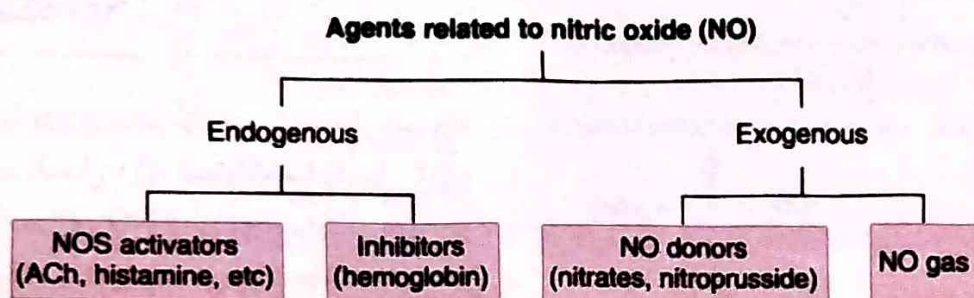 Agents related to nitric oxide (NO)
Endogenous
Exogenous
NOS activators
(ACh, histamine, etc)
Inhibitors
(hemoglobin)
NO donors
(nitrates, nitroprusside)
NO gas